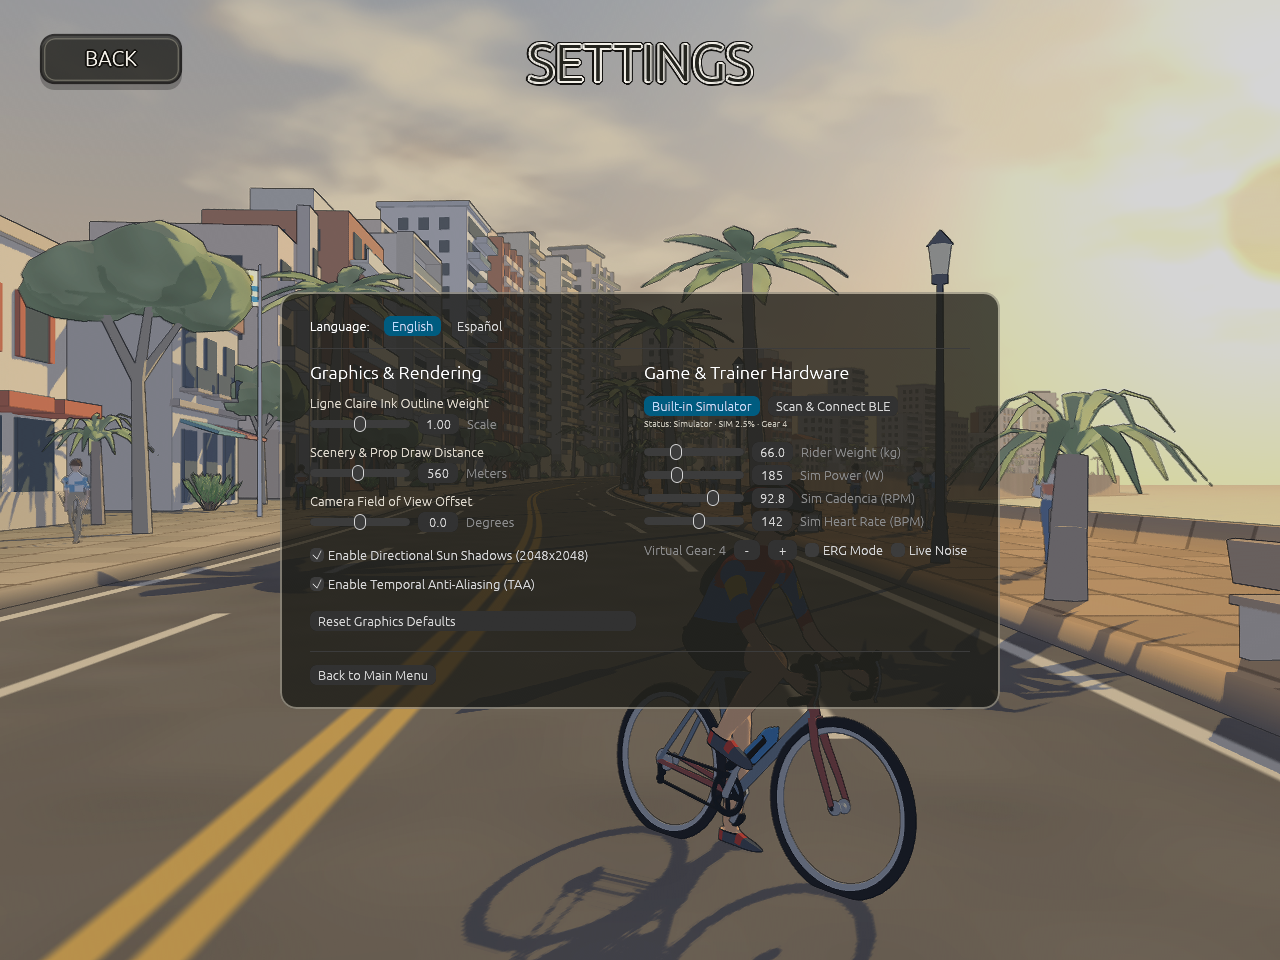 BACK
SETTINGS
Language: English Español
Graphics & Rendering
Ligne Claire Ink Outline Weight
1.00 Scale
Scenery & Prop Draw Distance
560 Meters
Camera Field of View Offset
0.0 Degrees
Enable Directional Sun Shadows (2048x2048)
Enable Temporal Anti-Aliasing (TAA)
Reset Graphics Defaults
Game & Trainer Hardware
Built-in Simulator Scan & Connect BLE
Status: Simulator · SIM 2.5% · Gear 4
66.0 Rider Weight (kg)
185 Sim Power (W)
92.8 Sim Cadencia (RPM)
142 Sim Heart Rate (BPM)
Virtual Gear: 4 - + ERG Mode Live Noise
Back to Main Menu